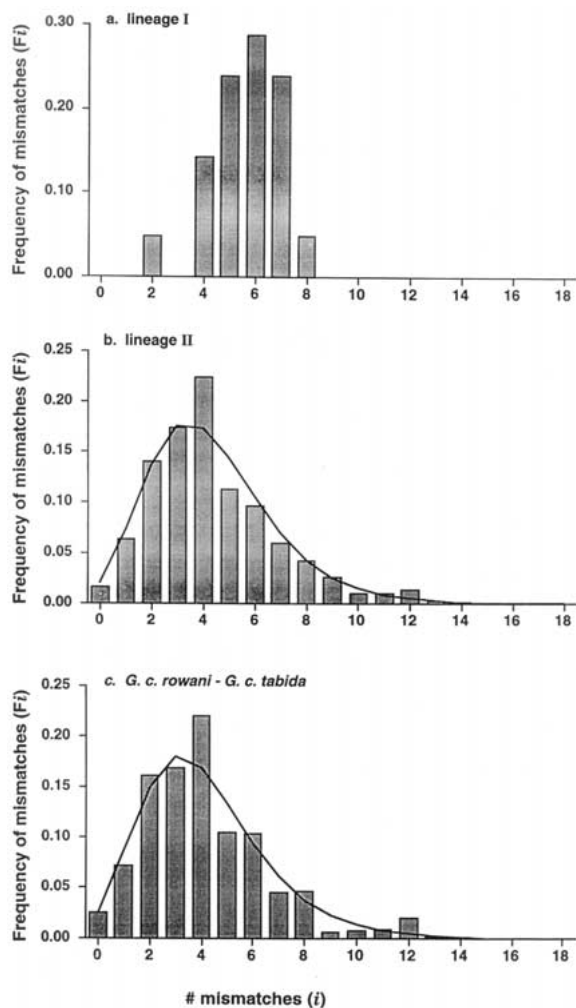 a. lineage I
Frequency of mismatches (Fi)
0.30
0.20
0.10
0.00
0 2 4 6 8 10 12 14 16 18
b. lineage II
Frequency of mismatches (Fi)
0.25
0.20
0.15
0.10
0.05
0.00
0 2 4 6 8 10 12 14 16 18
c. G. c. rowani - G. c. tabida
Frequency of mismatches (Fi)
0.25
0.20
0.15
0.10
0.05
0.00
0 2 4 6 8 10 12 14 16 18
# mismatches (i)